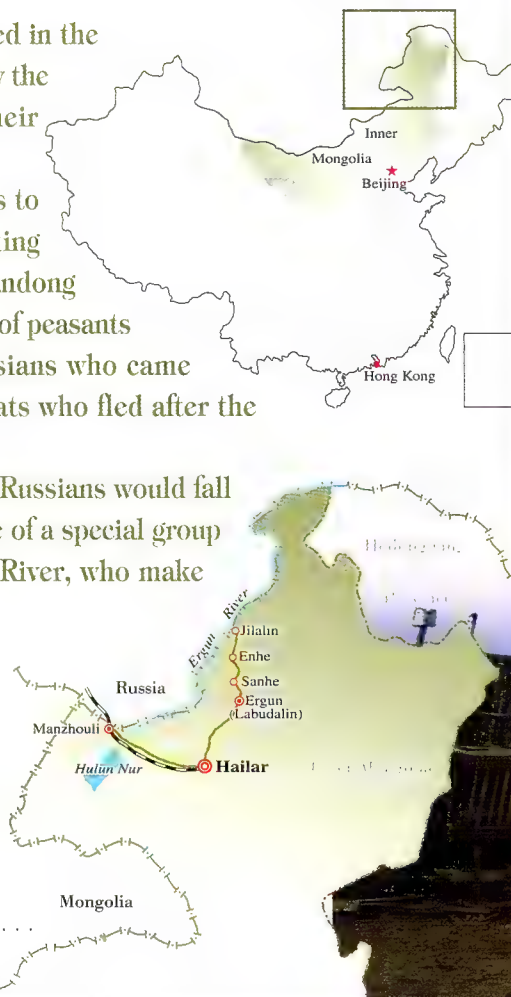 ed in the
y the
heir
s to
ing
andong
of peasants
sians who came
ats who fled after the
Russians would fall
c of a special group
River, who make
Inner
Mongolia
Beijing
Hong Kong
Ergun River
Jilalin
Enhe
Sanhe
Ergun
(Labudalin)
Russia
Manzhouli
Hulun Nur
Hailar
Mongolia